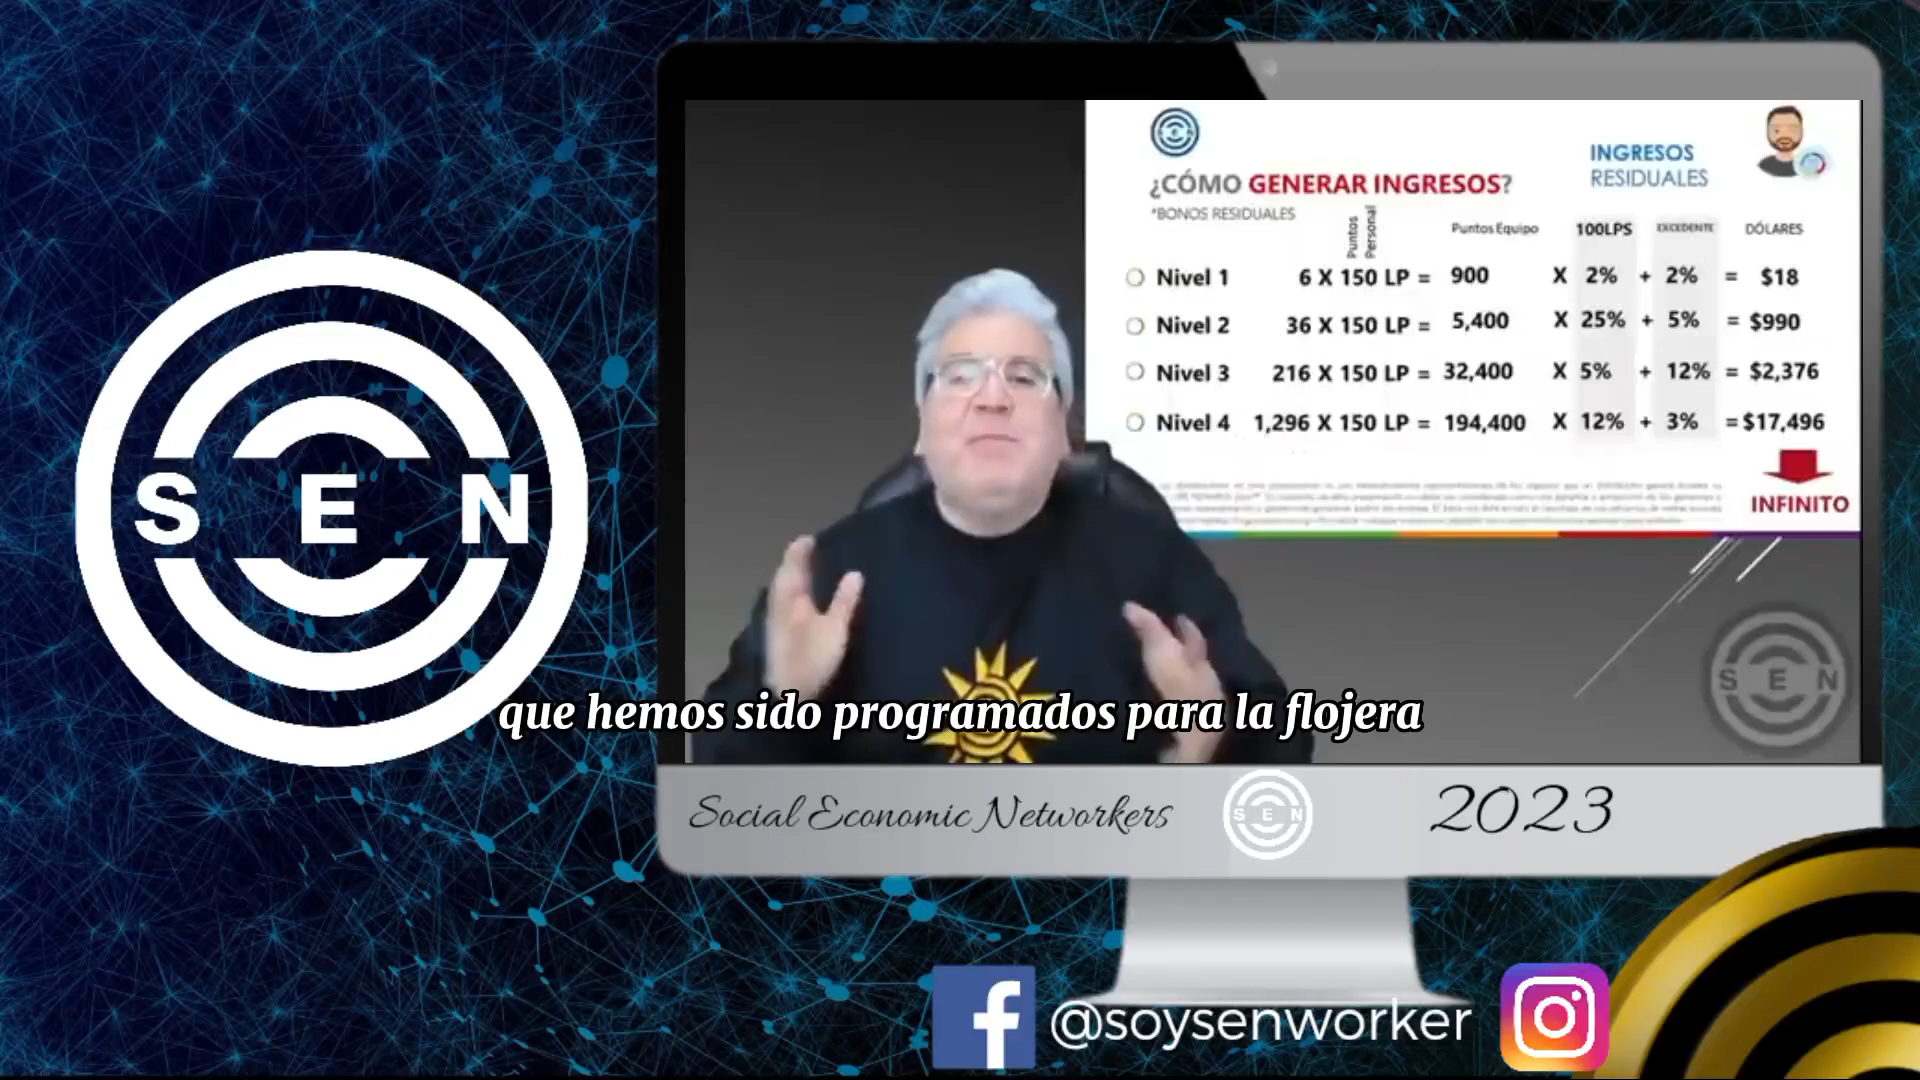 S E N
¿CÓMO GENERAR INGRESOS?
*BONOS RESIDUALES
INGRESOS
RESIDUALES
Puntos
Personal
Puntos Equipo
100LPS
EXCEDENTE
DÓLARES
Nivel 1 6 X 150 LP = 900 X 2% + 2% = $18
Nivel 2 36 X 150 LP = 5,400 X 25% + 5% = $990
Nivel 3 216 X 150 LP = 32,400 X 5% + 12% = $2,376
Nivel 4 1,296 X 150 LP = 194,400 X 12% + 3% = $17,496
INFINITO
S E N
que hemos sido programados para la flojera
Social Economic Networkers
S E N
2023
@soysenworker